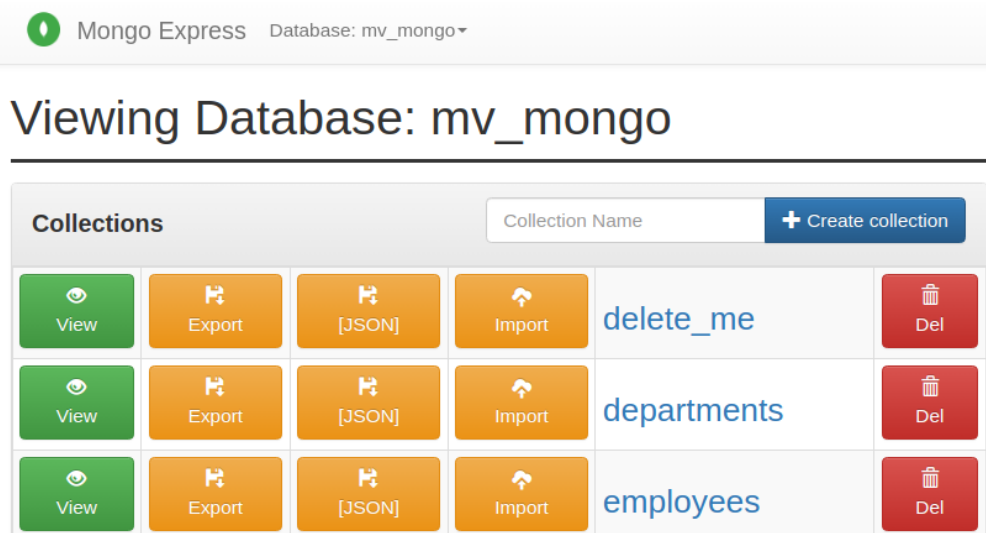 Mongo Express Database: mv_mongo
Viewing Database: mv_mongo
Collections Collection Name Create collection
View Export [JSON] Import delete_me Del
View Export [JSON] Import departments Del
View Export [JSON] Import employees Del